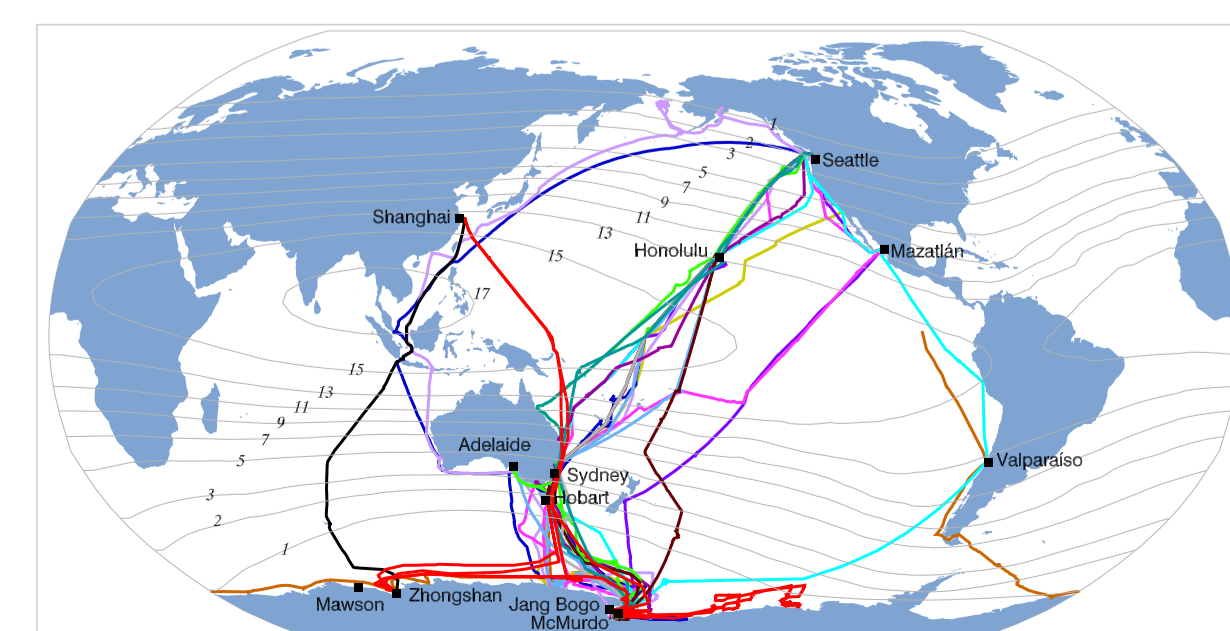 1
2
3
Seattle
5
7
9
Shanghai
11
13
Honolulu
Mazatlán
15
17
15
13
11
9
7
Adelaide
5
Valparaíso
Sydney
3
Hobart
2
1
Mawson
Zhongshan
Jang Bogo
McMurdo